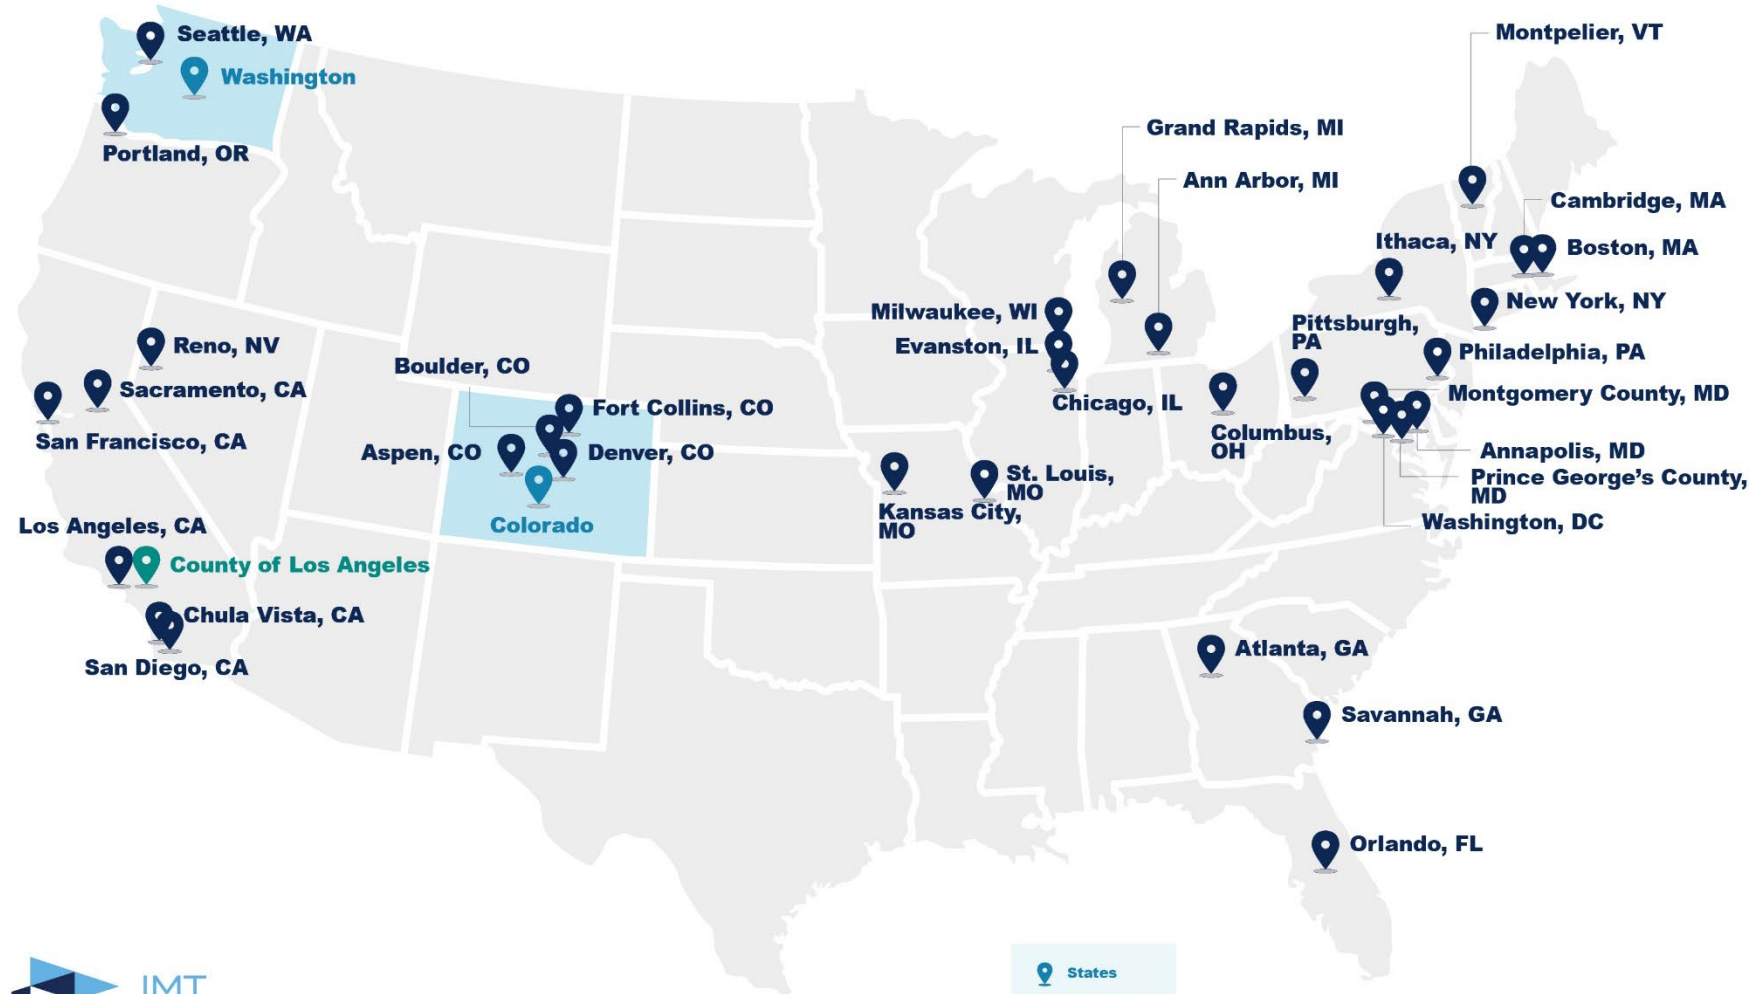 Seattle, WA
Washington
Portland, OR
Montpelier, VT
Grand Rapids, MI
Ann Arbor, MI
Cambridge, MA
Ithaca, NY
Boston, MA
Milwaukee, WI
New York, NY
Evanston, IL
Pittsburgh,
PA
Reno, NV
Philadelphia, PA
Boulder, CO
Sacramento, CA
Montgomery County, MD
Chicago, IL
Fort Collins, CO
San Francisco, CA
Columbus,
OH
Aspen, CO
Denver, CO
Annapolis, MD
St. Louis,
MO
Prince George's County,
MD
Kansas City,
MO
Washington, DC
Los Angeles, CA
Colorado
County of Los Angeles
Chula Vista, CA
San Diego, CA
Atlanta, GA
Savannah, GA
Orlando, FL
States
IMT